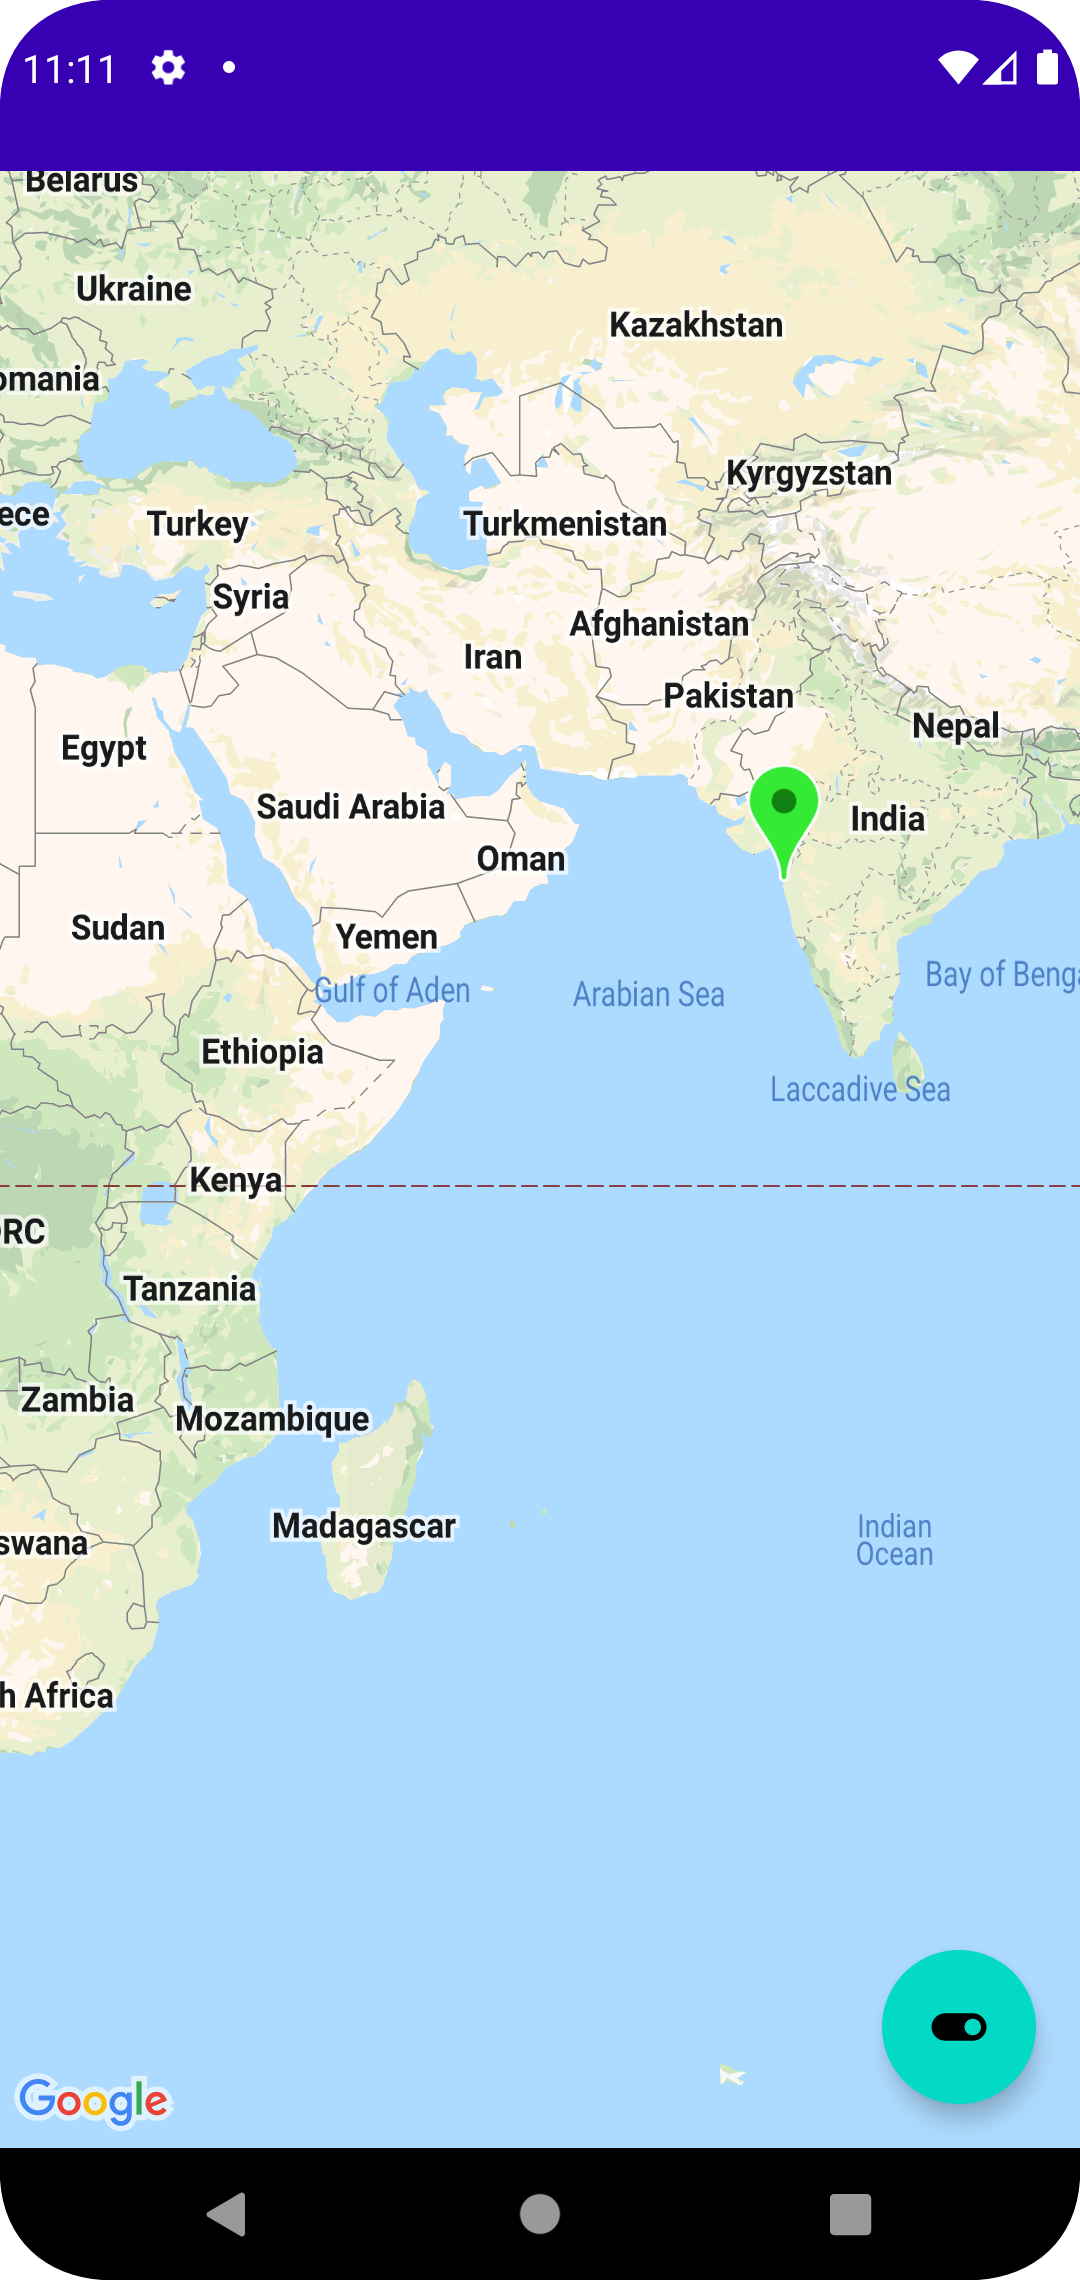 11:11
Belarus
Ukraine
Kazakhstan
omania
Kyrgyzstan
ece
Turkey
Turkmenistan
Syria
Afghanistan
Iran
Pakistan
Nepal
Egypt
Saudi Arabia
India
Oman
Sudan
Yemen
Bay of Benga
Gulf of Aden
Arabian Sea
Ethiopia
Laccadive Sea
Kenya
RC
Tanzania
Zambia
Mozambique
Madagascar
Indian
Ocean
swana
h Africa
Google